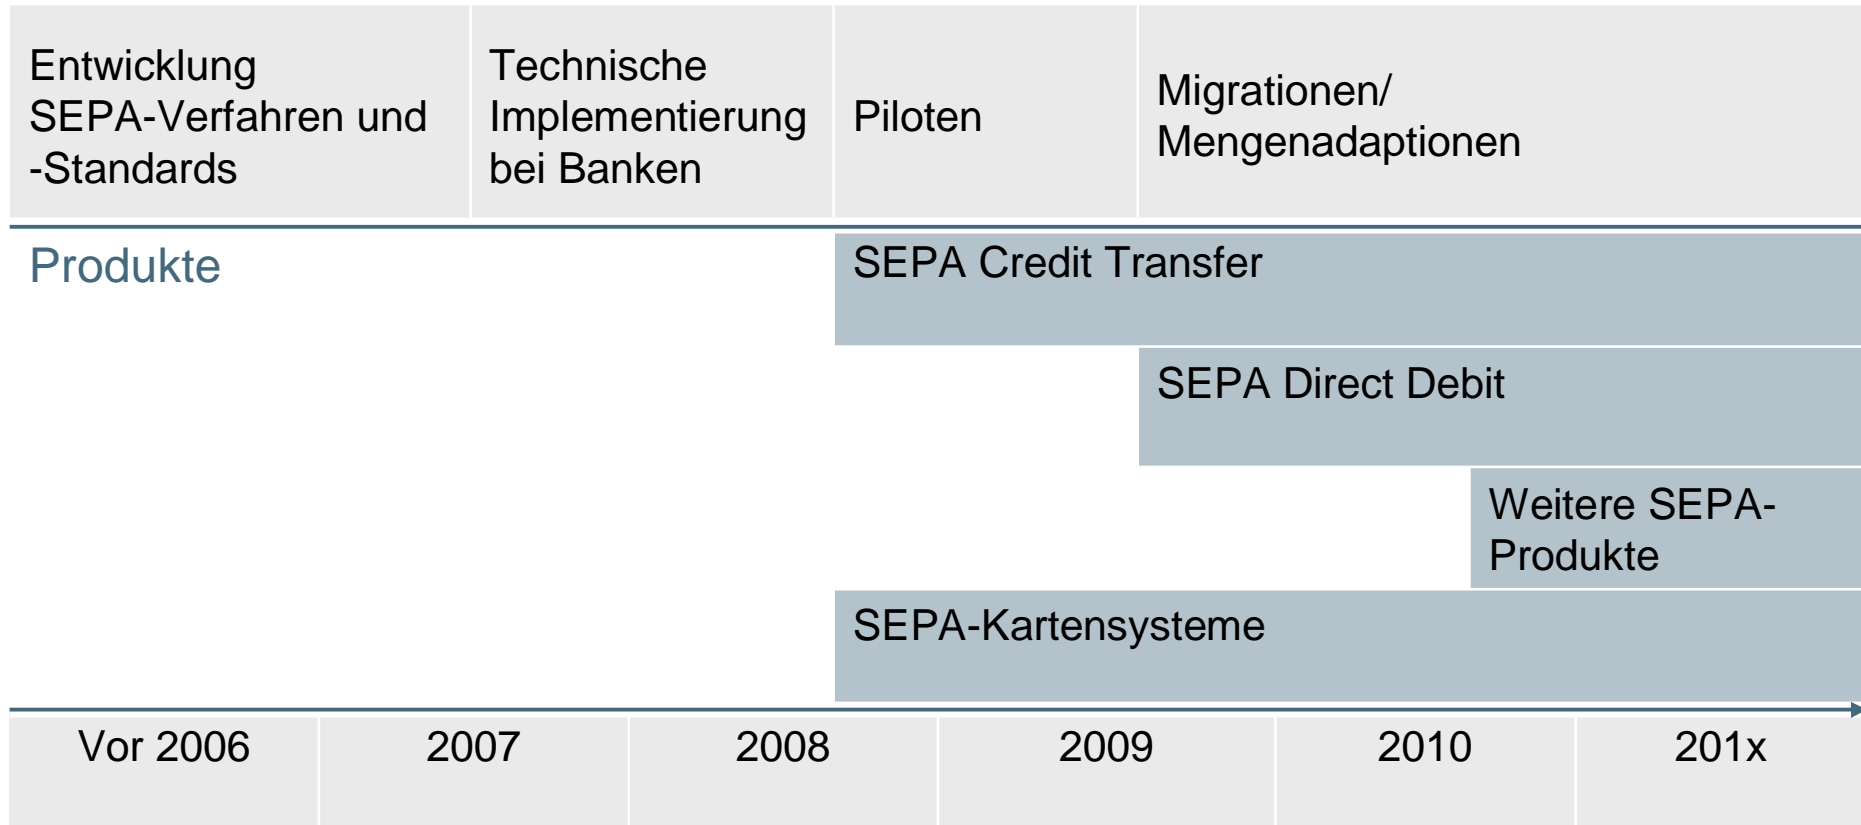 Entwicklung
SEPA-Verfahren und
-Standards
Technische
Implementierung
bei Banken
Piloten
Migrationen/
Mengenadaptionen
Produkte
SEPA Credit Transfer
SEPA Direct Debit
Weitere SEPA-
Produkte
SEPA-Kartensysteme
Vor 2006
2007
2008
2009
2010
201x